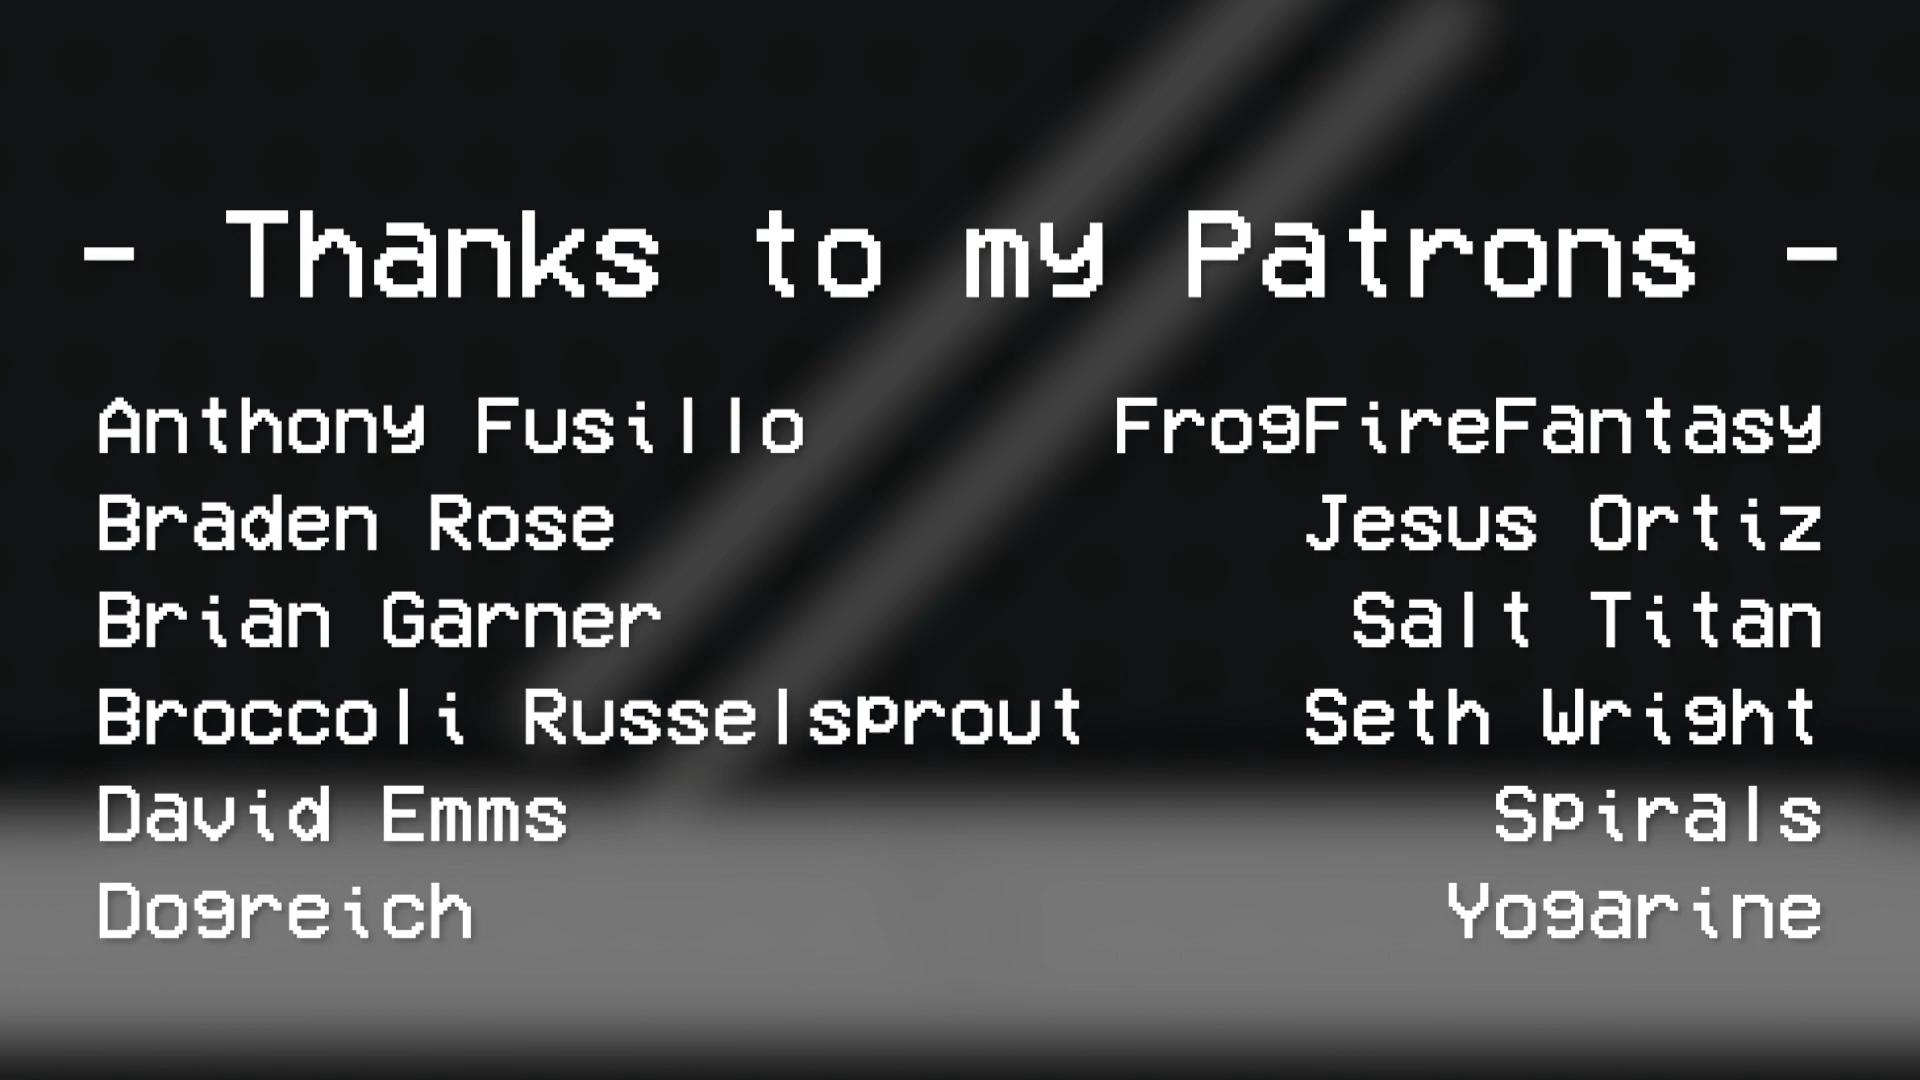 - Thanks to my Patrons -
Anthony Fusillo
Braden Rose
Brian Garner
Broccoli Russelsprout
David Emms
Dogreich
FrogFireFantasy
Jesus Ortiz
Salt Titan
Seth Wright
Spirals
Yogarine